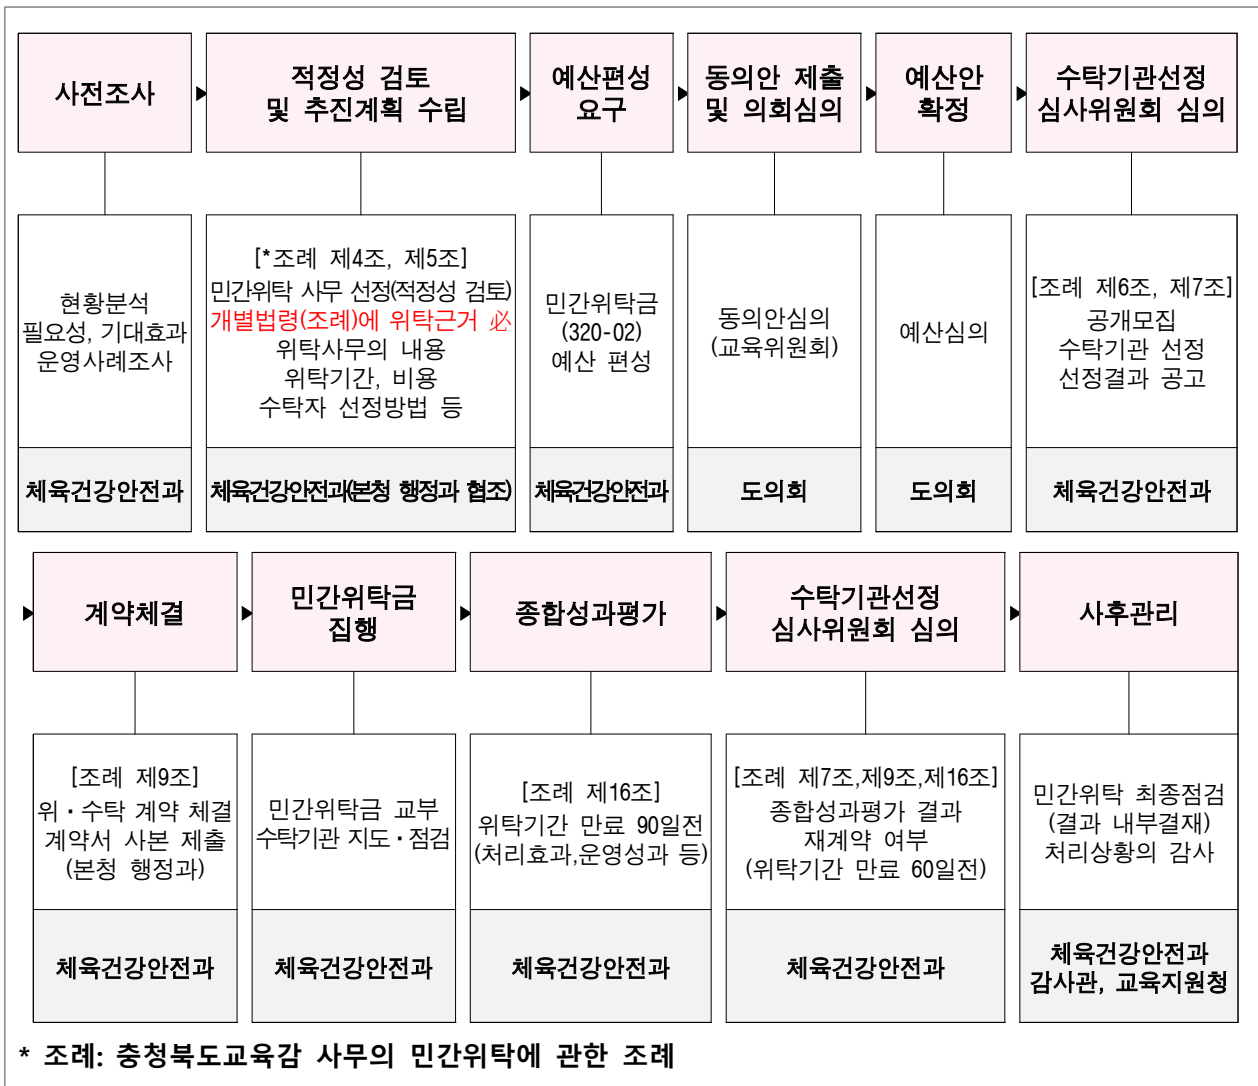 사전조사
적정성 검토
및 추진계획 수립
예산편성
요구
동의안 제출
및 의회심의
예산안
확정
수탁기관선정
심사위원회 심의
현황분석
필요성, 기대효과
운영사례조사
[*조례 제4조, 제5조]
민간위탁 사무 선정(적정성 검토)
개별법령(조례)에 위탁근거 必
위탁사무의 내용
위탁기간, 비용
수탁자 선정방법 등
민간위탁금
(320-02)
예산 편성
동의안심의
(교육위원회)
예산심의
[조례 제6조, 제7조]
공개모집
수탁기관 선정
선정결과 공고
체육건강안전과
체육건강안전과(본청 행정과 협조)
체육건강안전과
도의회
도의회
체육건강안전과
계약체결
민간위탁금
집행
종합성과평가
수탁기관선정
심사위원회 심의
사후관리
[조례 제9조]
위·수탁 계약 체결
계약서 사본 제출
(본청 행정과)
민간위탁금 교부
수탁기관 지도·점검
[조례 제16조]
위탁기간 만료 90일전
(처리효과,운영성과 등)
[조례 제7조,제9조,제16조]
종합성과평가 결과
재계약 여부
(위탁기간 만료 60일전)
민간위탁 최종점검
(결과 내부결재)
처리상황의 감사
체육건강안전과
체육건강안전과
체육건강안전과
체육건강안전과
체육건강안전과
감사관, 교육지원청
* 조례: 충청북도교육감 사무의 민간위탁에 관한 조례